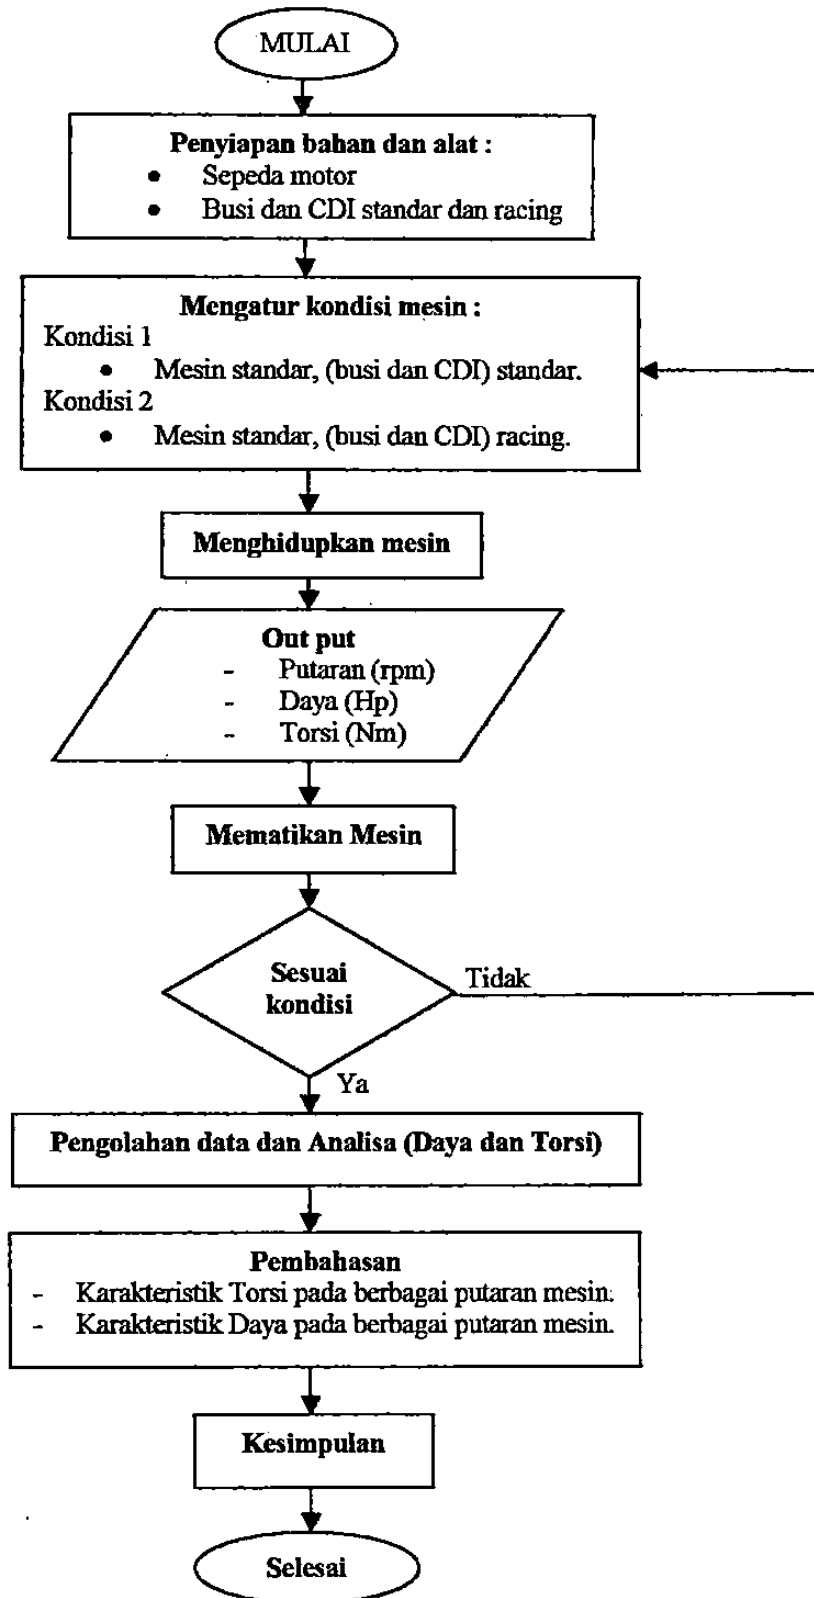 MULAI
Penyiapan bahan dan alat :
• Sepeda motor
• Busi dan CDI standar dan racing
Mengatur kondisi mesin :
Kondisi 1
• Mesin standar, (busi dan CDI) standar.
Kondisi 2
• Mesin standar, (busi dan CDI) racing.
Menghidupkan mesin
Out put
- Putaran (rpm)
- Daya (Hp)
- Torsi (Nm)
Mematikan Mesin
Sesuai
kondisi
Tidak
Ya
Pengolahan data dan Analisa (Daya dan Torsi)
Pembahasan
- Karakteristik Torsi pada berbagai putaran mesin.
- Karakteristik Daya pada berbagai putaran mesin.
Kesimpulan
Selesai